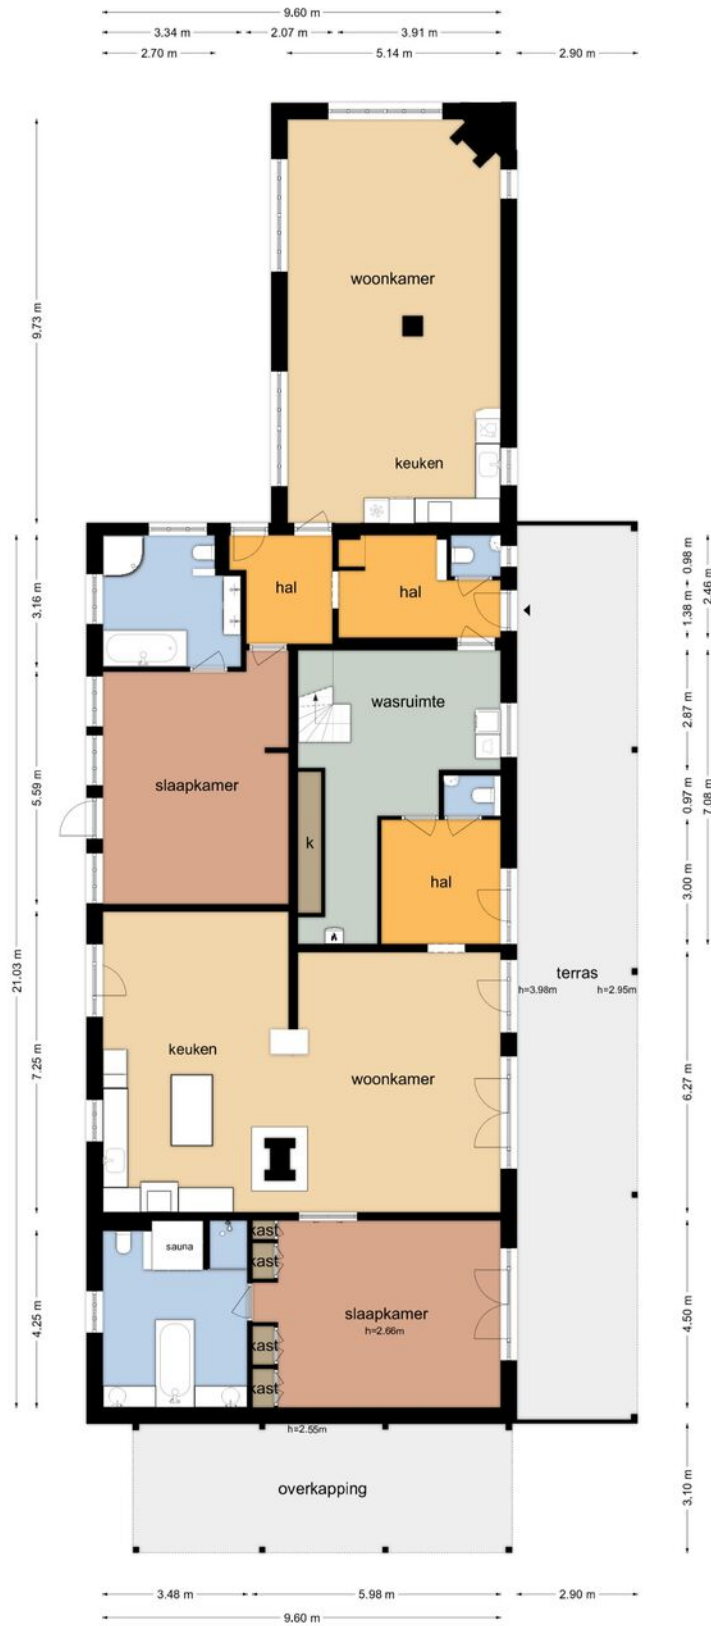 9.60 m
3.34 m
2.07 m
3.91 m
2.70 m
5.14 m
2.90 m
9.73 m
woonkamer
keuken
hal
hal
3.16 m
0.98 m
1.38 m
2.46 m
wasruimte
slaapkamer
k
hal
5.59 m
2.87 m
0.97 m
3.00 m
7.08 m
21.03 m
terras
h=3.98m
h=2.95m
keuken
woonkamer
7.25 m
6.27 m
kast
sauna
kast
slaapkamer
h=2.66m
kast
kast
4.25 m
4.50 m
h=2.55m
overkapping
3.10 m
3.48 m
5.98 m
2.90 m
9.60 m